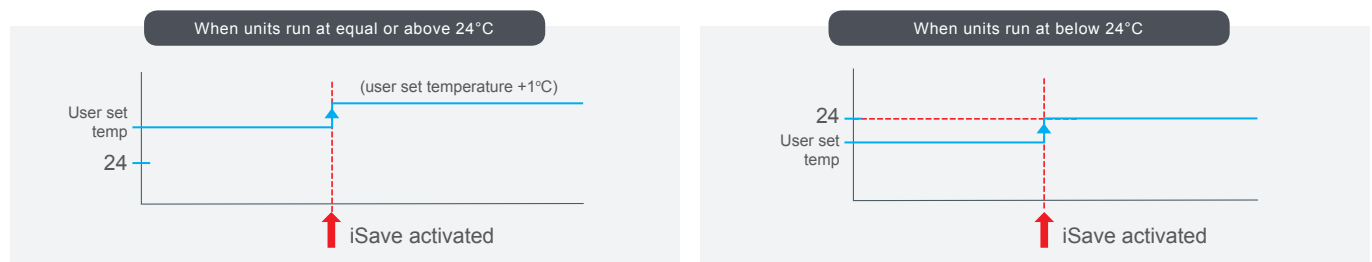 When units run at equal or above 24°C
(user set temperature +1°C)
User set
temp
24
iSave activated
When units run at below 24°C
24
User set
temp
iSave activated